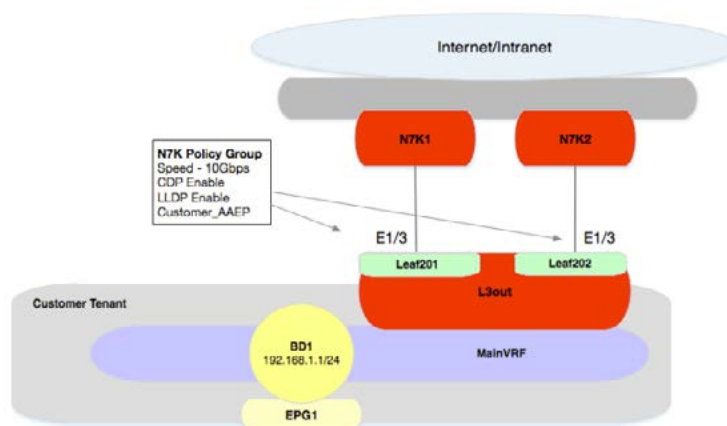 Internet/Intranet
N7K1
N7K2
N7K Policy Group
Speed - 10Gbps
CDP Enable
LLDP Enable
Customer_AAEP
E1/3
E1/3
Leaf201
Leaf202
L3out
Customer Tenant
BD1
192.168.1.1/24
MainVRF
EPG1